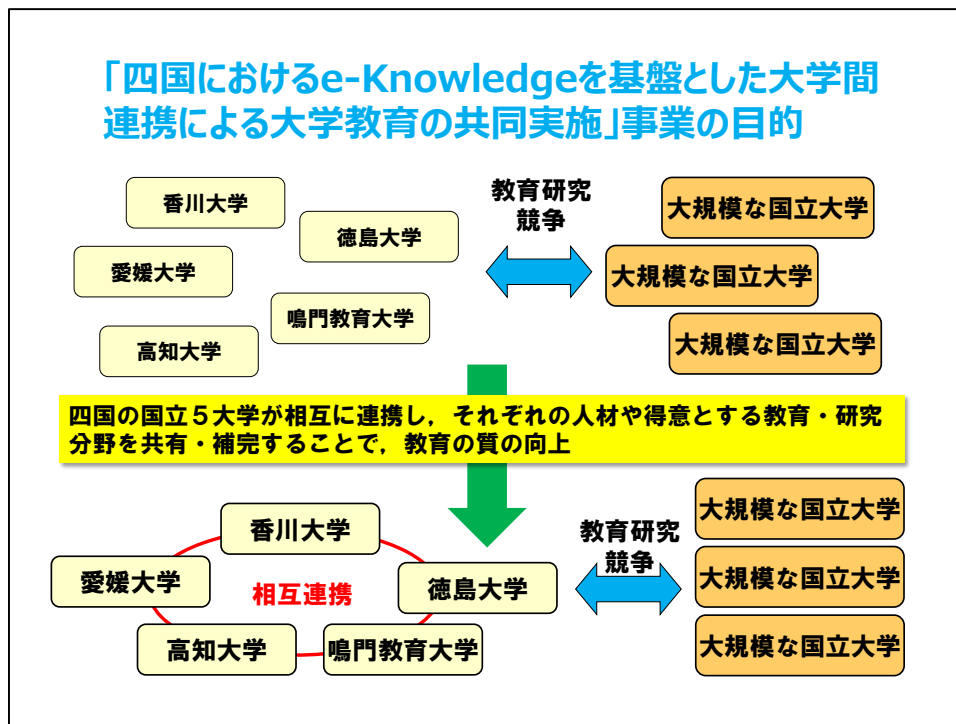 「四国におけるe-Knowledgeを基盤とした大学間
連携による大学教育の共同実施」事業の目的
香川大学
徳島大学
愛媛大学
鳴門教育大学
高知大学
教育研究
競争
大規模な国立大学
大規模な国立大学
大規模な国立大学
四国の国立５大学が相互に連携し，それぞれの人材や得意とする教育・研究
分野を共有・補完することで，教育の質の向上
香川大学
愛媛大学
徳島大学
相互連携
高知大学
鳴門教育大学
教育研究
競争
大規模な国立大学
大規模な国立大学
大規模な国立大学